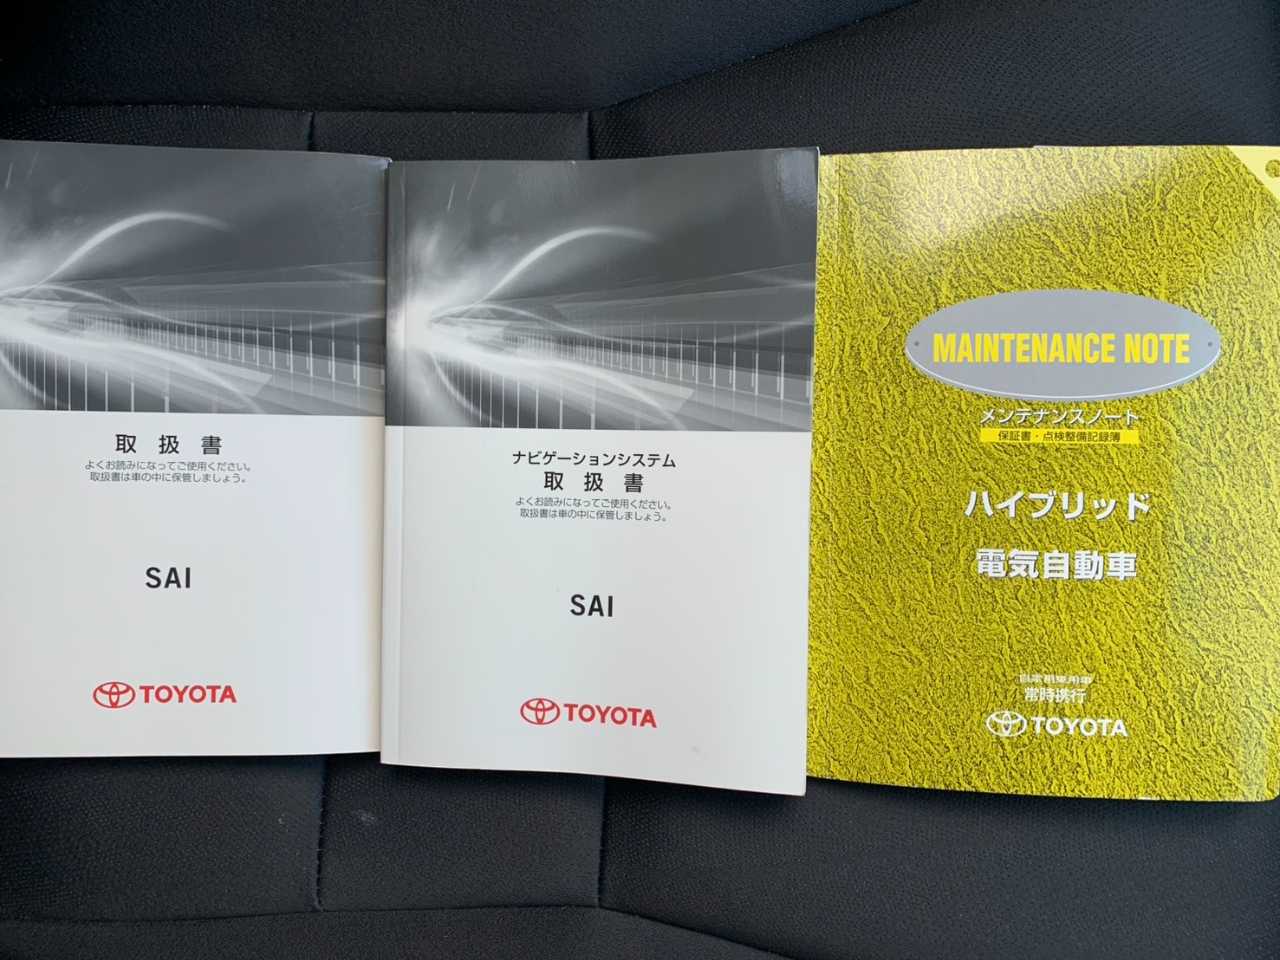 取扱書
よくお読みになってご使用ください。
取扱書は車の中に保管しましょう。
SAI
TOYOTA
ナビゲーションシステム
取扱書
よくお読みになってご使用ください。
取扱書は車の中に保管しましょう。
SAI
TOYOTA
MAINTENANCE NOTE
メンテナンスノート
保証書・点検整備記録簿
ハイブリッド
電気自動車
自家用乗用車
常時携行
TOYOTA